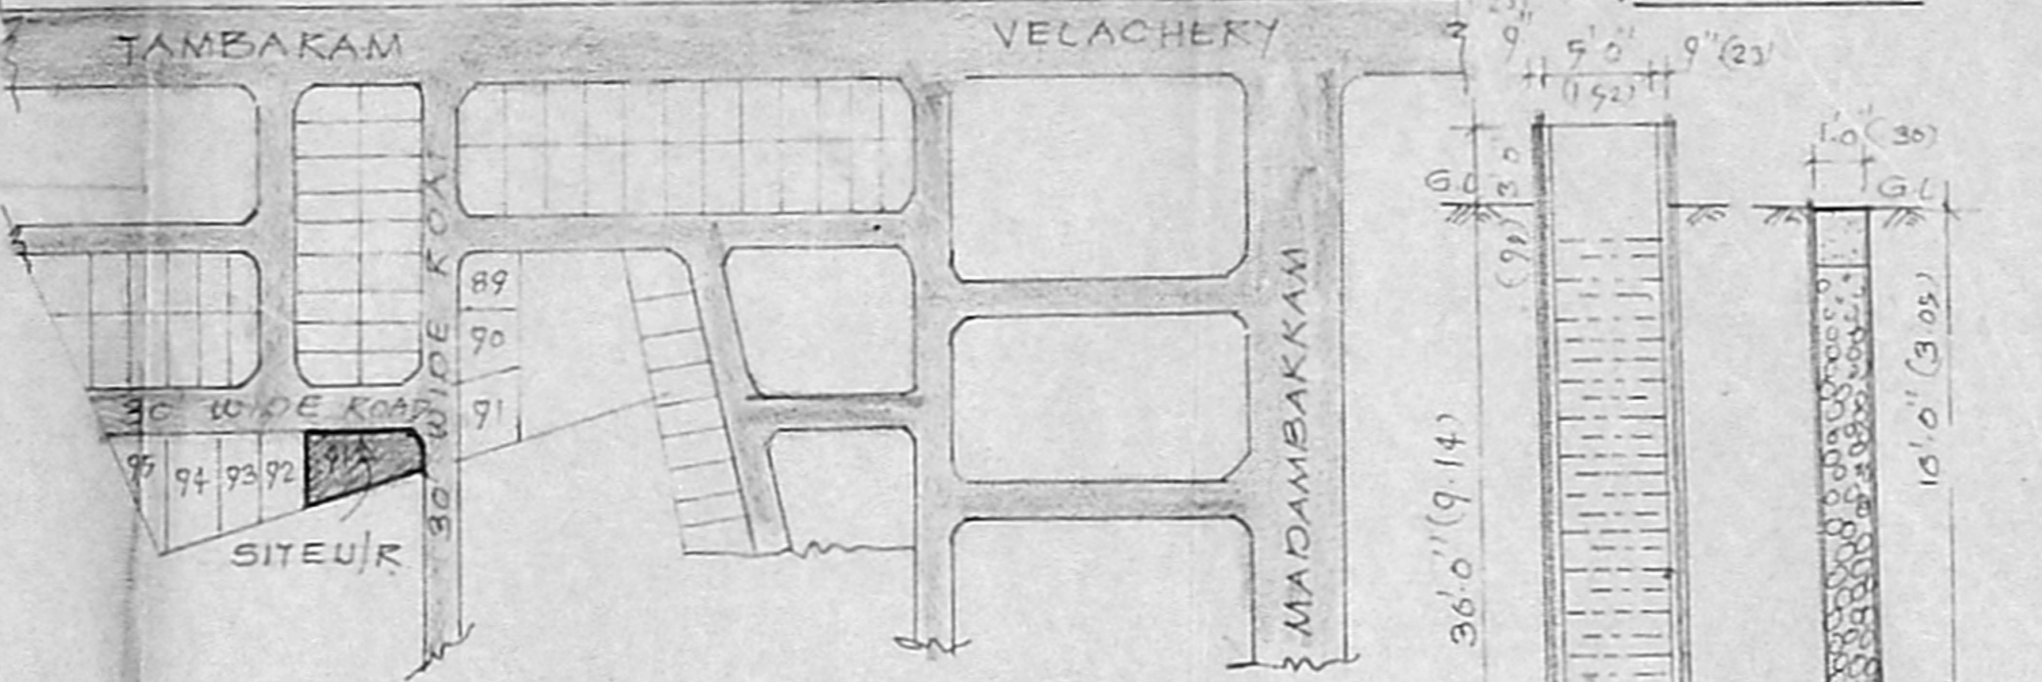 TAMBAKAM
VELACHERY
30' WIDE ROAD
30 WIDE ROAD
89
90
91
95
94
93
92
SITE U/R
MADAMBAKKAM
9"
5'.0"
9" (23)
(1.52)
3'.0"
(90)
G.L
36'.0" (9.14)
1'.0 (30)
G.L
10'.0" (3.05)